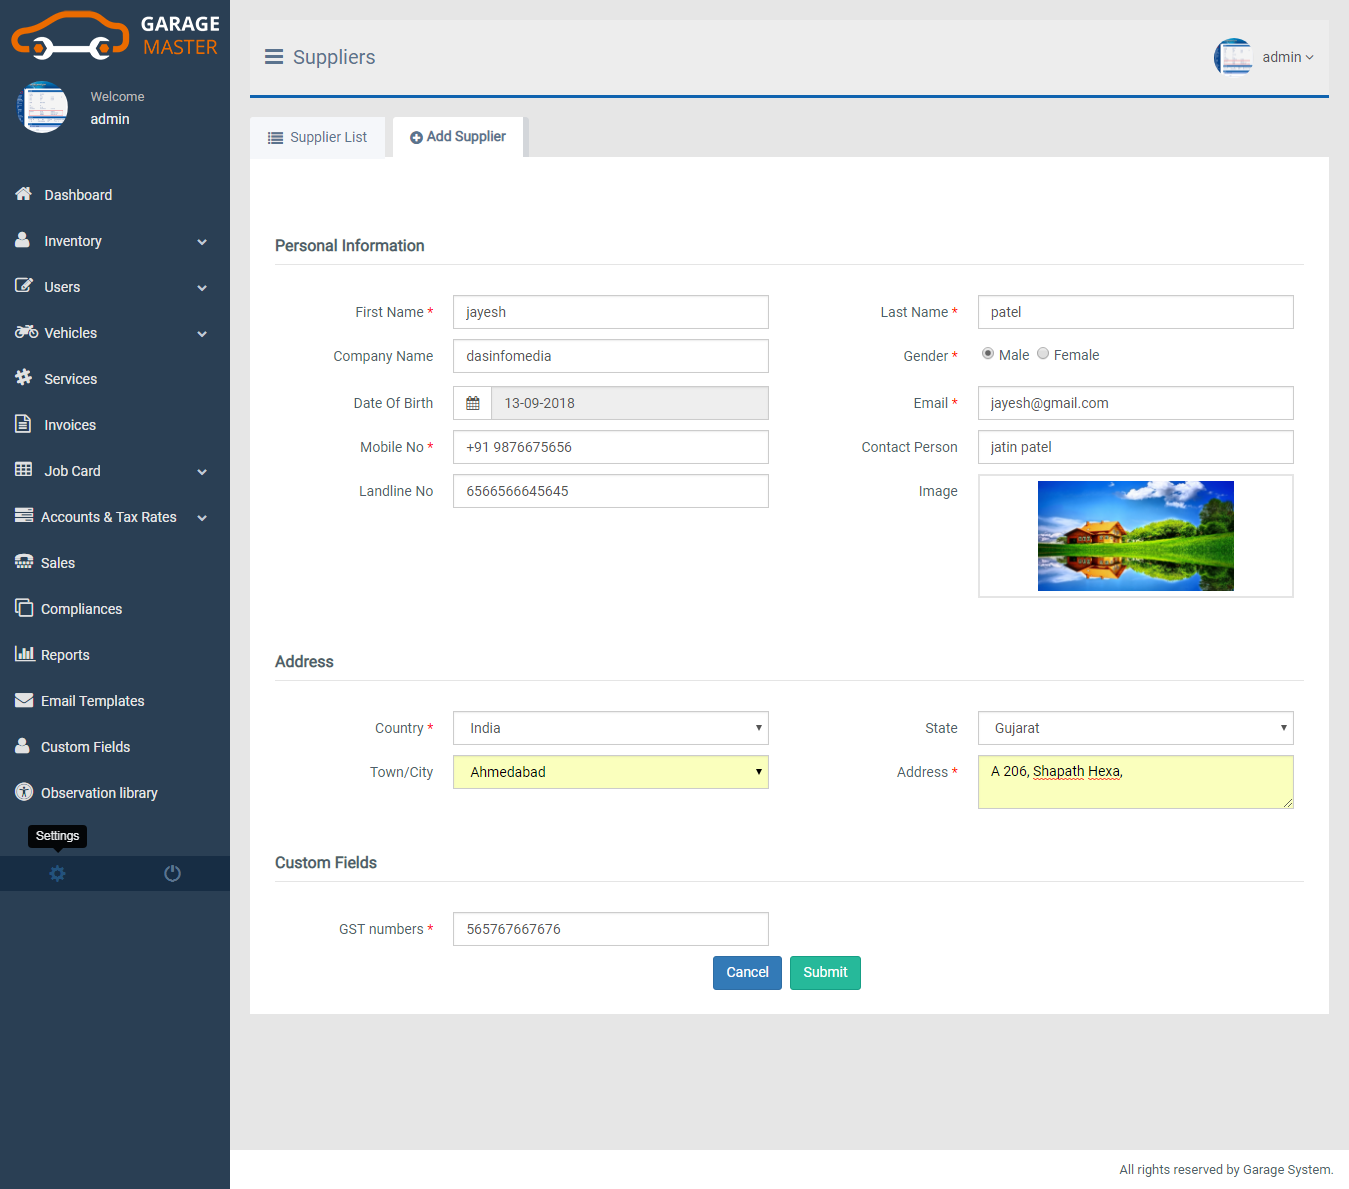 GARAGE
MASTER
Welcome
admin
Dashboard
Inventory
Users
Vehicles
Services
Invoices
Job Card
Accounts & Tax Rates
Sales
Compliances
Reports
Email Templates
Custom Fields
Observation library
Settings
Suppliers
admin
Supplier List
Add Supplier
Personal Information
First Name * jayesh
Last Name * patel
Company Name dasinfomedia
Gender * Male Female
Date Of Birth 13-09-2018
Email * jayesh@gmail.com
Mobile No * +91 9876675656
Contact Person jatin patel
Landline No 6566566645645
Image
Address
Country * India
State Gujarat
Town/City Ahmedabad
Address * A 206, Shapath Hexa,
Custom Fields
GST numbers * 565767667676
Cancel Submit
All rights reserved by Garage System.